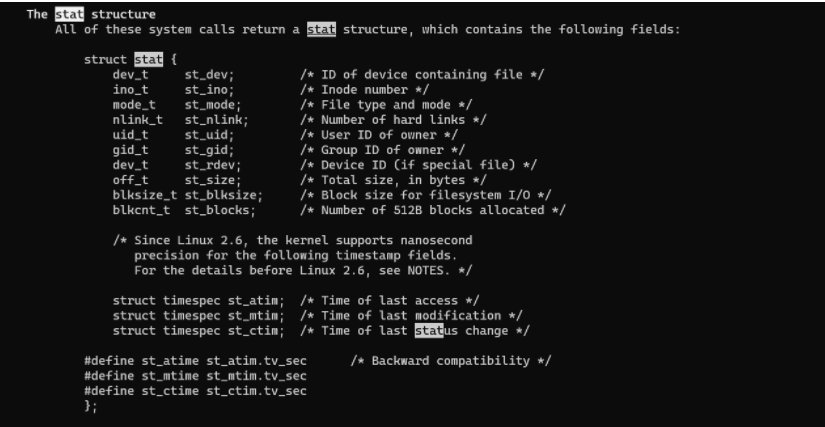 The stat structure
All of these system calls return a stat structure, which contains the following fields:
struct stat {
dev_t     st_dev;         /* ID of device containing file */
ino_t     st_ino;         /* Inode number */
mode_t    st_mode;        /* File type and mode */
nlink_t   st_nlink;       /* Number of hard links */
uid_t     st_uid;         /* User ID of owner */
gid_t     st_gid;         /* Group ID of owner */
dev_t     st_rdev;        /* Device ID (if special file) */
off_t     st_size;        /* Total size, in bytes */
blksize_t st_blksize;     /* Block size for filesystem I/O */
blkcnt_t  st_blocks;      /* Number of 512B blocks allocated */
/* Since Linux 2.6, the kernel supports nanosecond
precision for the following timestamp fields.
For the details before Linux 2.6, see NOTES. */
struct timespec st_atim;  /* Time of last access */
struct timespec st_mtim;  /* Time of last modification */
struct timespec st_ctim;  /* Time of last status change */
#define st_atime st_atim.tv_sec      /* Backward compatibility */
#define st_mtime st_mtim.tv_sec
#define st_ctime st_ctim.tv_sec
};